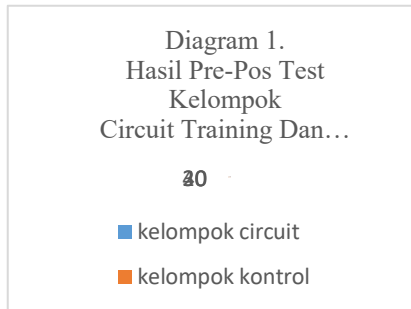 Diagram 1.
Hasil Pre-Pos Test
Kelompok
Circuit Training Dan…
kelompok circuit
kelompok kontrol